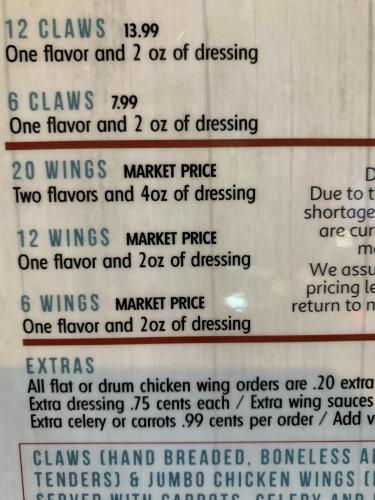 12 CLAWS 13.99
One flavor and 2 oz of dressing
6 CLAWS 7.99
One flavor and 2 oz of dressing
20 WINGS MARKET PRICE
Two flavors and 4oz of dressing
12 WINGS MARKET PRICE
One flavor and 2oz of dressing
6 WINGS MARKET PRICE
One flavor and 2oz of dressing
D
Due to t
shortage
are cur
m
We assu
pricing le
return to n
EXTRAS
All flat or drum chicken wing orders are .20 extra
Extra dressing .75 cents each / Extra wing sauces
Extra celery or carrots .99 cents per order / Add v
CLAWS (HAND BREADED, BONELESS A
TENDERS) & JUMBO CHICKEN WINGS (
SERVED WITH CARROTS, CELERY AND